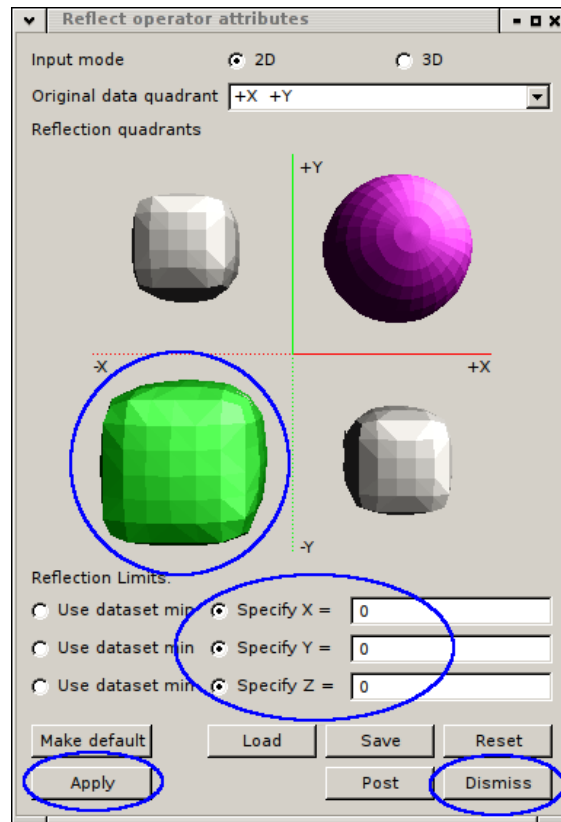 Reflect operator attributes
Input mode 2D 3D
Original data quadrant +X +Y
Reflection quadrants
+Y
-X +X
-Y
Reflection Limits:
Use dataset min Specify X = 0
Use dataset min Specify Y = 0
Use dataset min Specify Z = 0
Make default Load Save Reset
Apply Post Dismiss